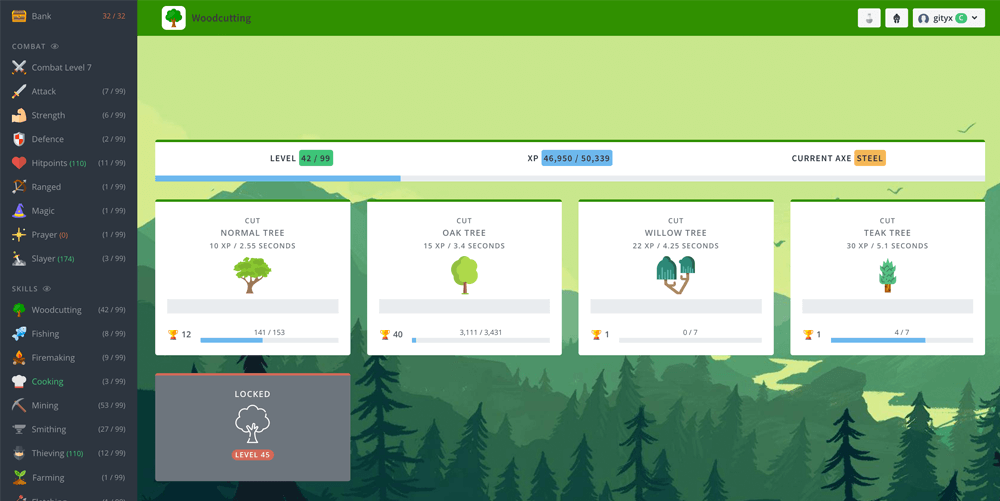 Bank 32 / 32
COMBAT
Combat Level 7
Attack (7 / 99)
Strength (6 / 99)
Defence (2 / 99)
Hitpoints (110) (11 / 99)
Ranged (1 / 99)
Magic (1 / 99)
Prayer (0) (1 / 99)
Slayer (174) (3 / 99)
SKILLS
Woodcutting (42 / 99)
Fishing (8 / 99)
Firemaking (9 / 99)
Cooking (3 / 99)
Mining (53 / 99)
Smithing (27 / 99)
Thieving (110) (12 / 99)
Farming (1 / 99)
Woodcutting
gityx C
LEVEL 42 / 99
XP 46,950 / 50,339
CURRENT AXE STEEL
CUT
NORMAL TREE
10 XP / 2.55 SECONDS
12 141 / 153
CUT
OAK TREE
15 XP / 3.4 SECONDS
40 3,111 / 3,431
CUT
WILLOW TREE
22 XP / 4.25 SECONDS
1 0 / 7
CUT
TEAK TREE
30 XP / 5.1 SECONDS
1 4 / 7
LOCKED
LEVEL 45